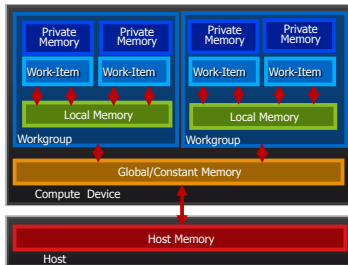 Private
Memory
Private
Memory
Private
Memory
Private
Memory
Work-Item
Work-Item
Work-Item
Work-Item
Local Memory
Local Memory
Workgroup
Workgroup
Global/Constant Memory
Compute Device
Host Memory
Host